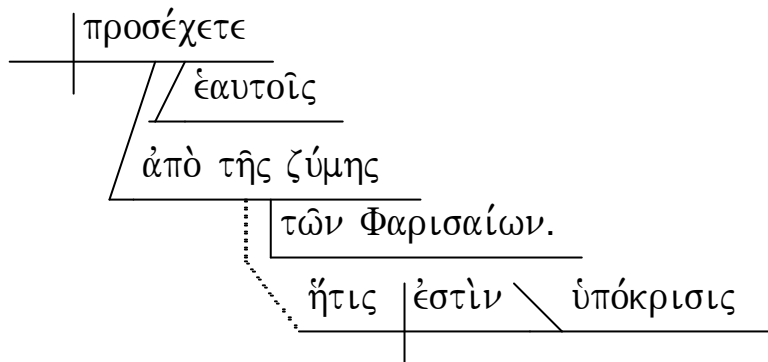 προσέχετε
ἑαυτοῖς
ἀπὸ τῆς ζύμης
τῶν Φαρισαίων.
ἥτις ἐστὶν ὑπόκρισις